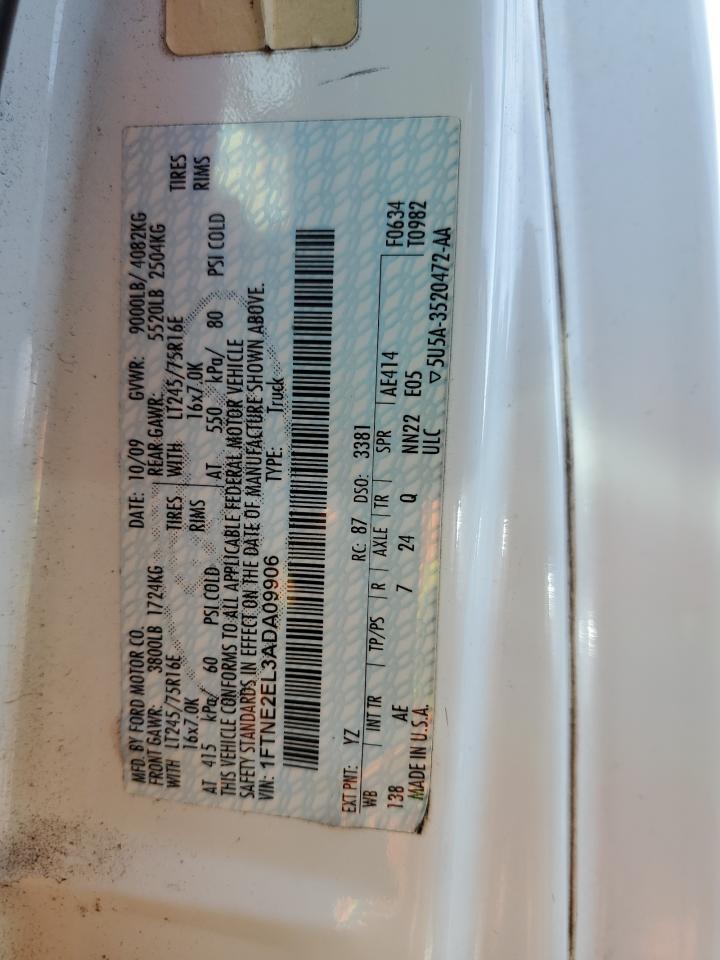 MFD. BY FORD MOTOR CO. DATE: 10/09 GVWR: 9000LB/ 4082KG
FRONT GAWR: 3800LB 1724KG REAR GAWR: 5520LB 2504KG
WITH LT245/75R16E TIRES WITH LT245/75R16E TIRES
16x7.0K RIMS 16x7.0K RIMS
AT 415 kPa/ 60 PSI COLD AT 550 kPa/ 80 PSI COLD
THIS VEHICLE CONFORMS TO ALL APPLICABLE FEDERAL MOTOR VEHICLE
SAFETY STANDARDS IN EFFECT ON THE DATE OF MANUFACTURE SHOWN ABOVE.
VIN: 1FTNE2EL3ADA09906 TYPE: Truck
EXT PNT: YZ RC: 87 DSO: 3381
WB INT TR TP/PS R AXLE TR SPR AE414 F0634
138 AE 7 24 Q NN22 E05 T0982
MADE IN U.S.A. ULC ▽5U5A-3520472-AA